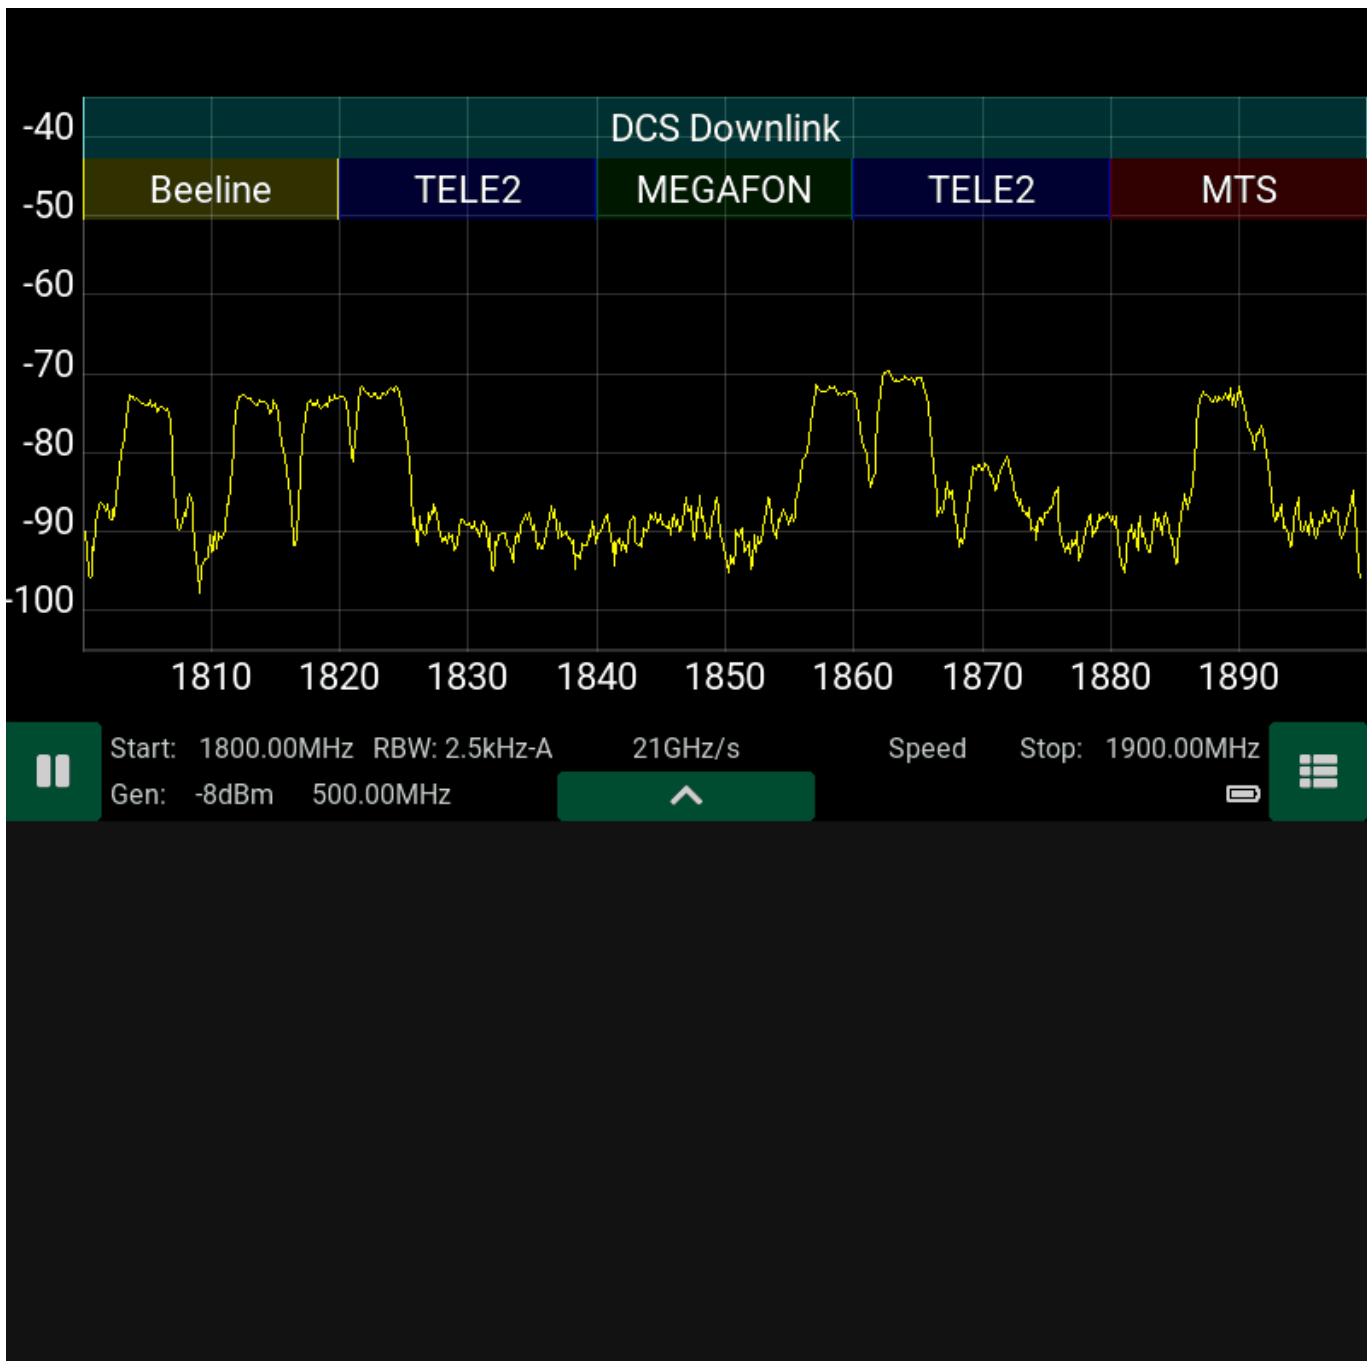 DCS Downlink
Beeline TELE2 MEGAFON TELE2 MTS
-40
-50
-60
-70
-80
-90
-100
1810 1820 1830 1840 1850 1860 1870 1880 1890
Start: 1800.00MHz RBW: 2.5kHz-A 21GHz/s Speed Stop: 1900.00MHz
Gen: -8dBm 500.00MHz